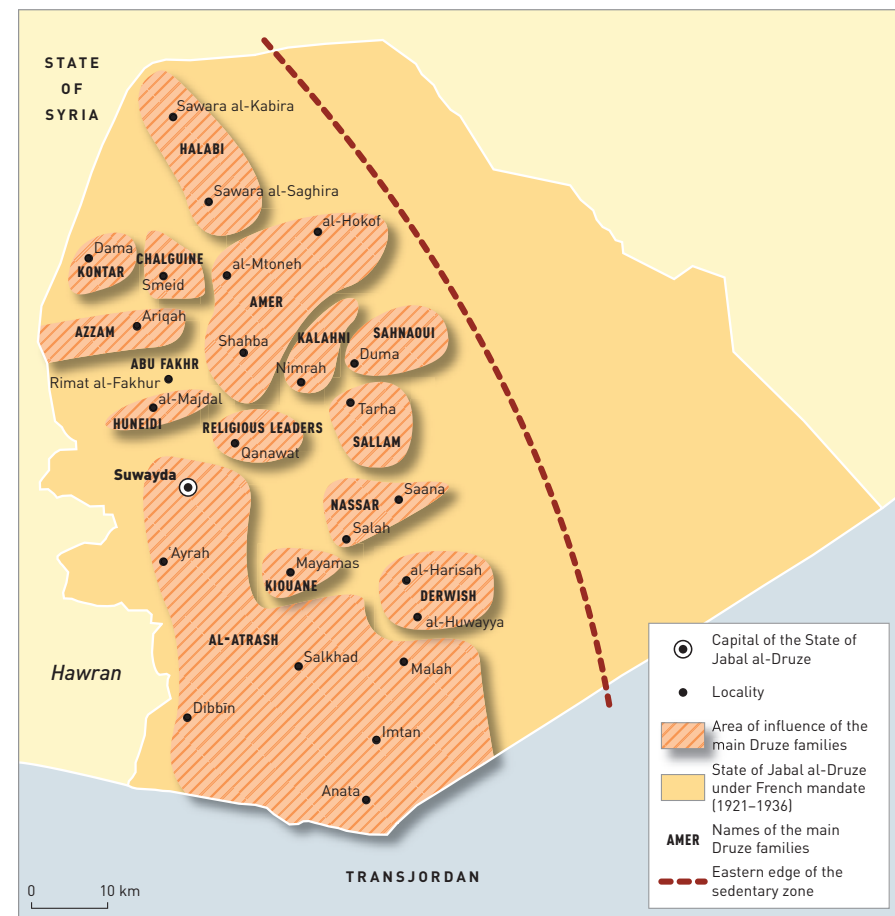 STATE
OF
SYRIA
Sawara al-Kabira
HALABI
Sawara al-Saghira
al-Hokof
Dama
KONTAR
CHALGUINE
Smeid
al-Mtoneh
AMER
Ariqah
AZZAM
Shahba
KALAHNI
Nimrah
SAHNAOUI
Duma
ABU FAKHR
Rimat al-Fakhur
al-Majdal
HUNEIDI
RELIGIOUS LEADERS
Qanawat
Tarha
SALLAM
Suwayda
Saana
NASSAR
Salah
ʿAyrah
Mayamas
KIOUANE
al-Harisah
DERWISH
al-Huwayya
AL-ATRASH
Salkhad
Malah
Hawran
Dibbīn
Imtan
Anata
TRANSJORDAN
0 10 km
Capital of the State of
Jabal al-Druze
Locality
Area of influence of the
main Druze families
State of Jabal al-Druze
under French mandate
(1921–1936)
AMER
Names of the main
Druze families
Eastern edge of the
sedentary zone